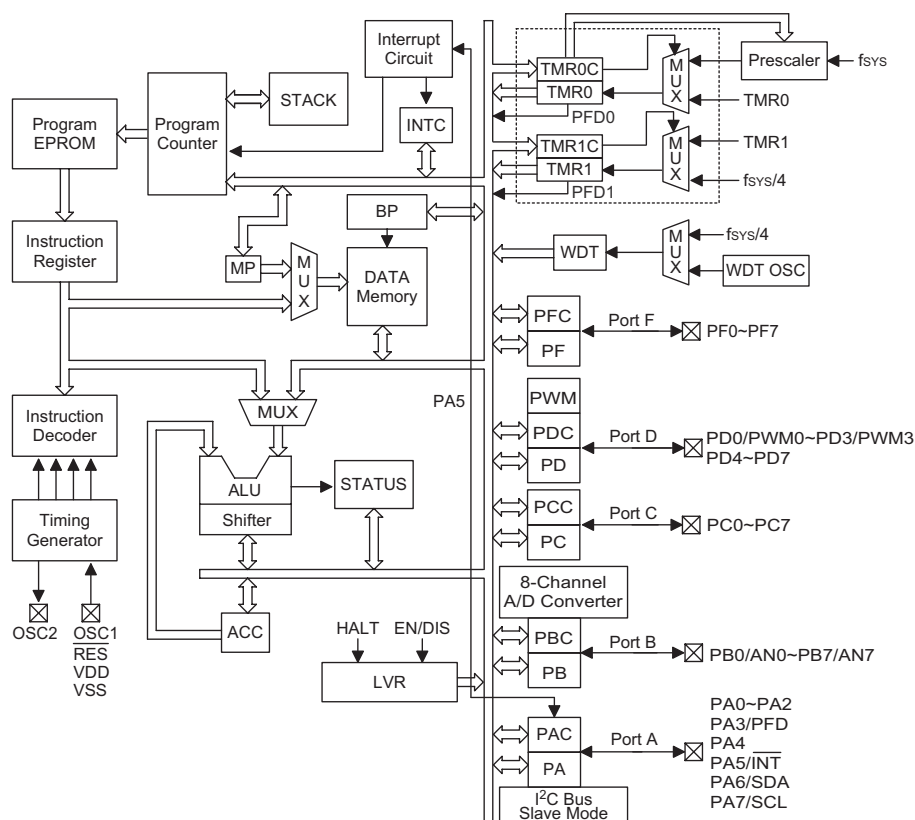 Interrupt
Circuit
STACK
INTC
Program
EPROM
Program
Counter
Instruction
Register
BP
MP
MUX
DATA
Memory
MUX
Instruction
Decoder
ALU
Shifter
STATUS
Timing
Generator
OSC2
OSC1
RES
VDD
VSS
ACC
HALT
EN/DIS
LVR
PA5
TMR0C
TMR0
PFD0
MUX
Prescaler
fSYS
TMR0
TMR1C
TMR1
PFD1
MUX
TMR1
fSYS/4
WDT
MUX
fSYS/4
WDT OSC
PFC
PF
Port F
PF0~PF7
PWM
PDC
PD
Port D
PD0/PWM0~PD3/PWM3
PD4~PD7
PCC
PC
Port C
PC0~PC7
8-Channel
A/D Converter
PBC
PB
Port B
PB0/AN0~PB7/AN7
PAC
PA
Port A
PA0~PA2
PA3/PFD
PA4
PA5/INT
PA6/SDA
PA7/SCL
I²C Bus
Slave Mode